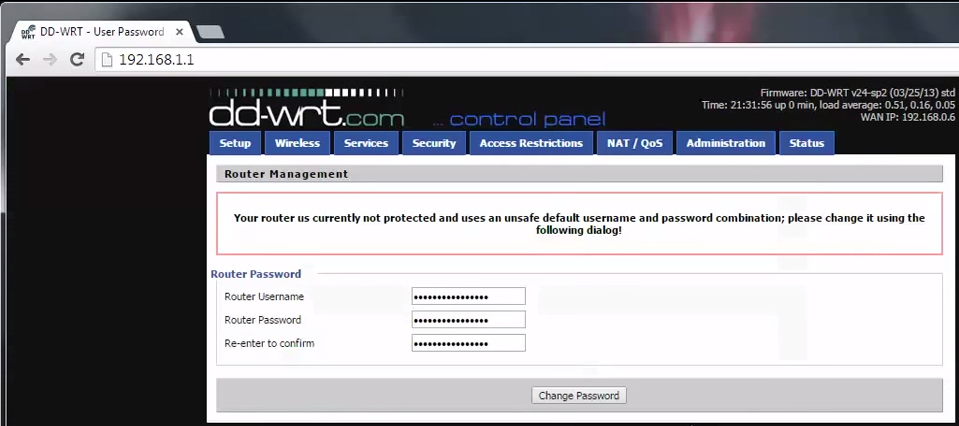 DD-WRT - User Password
192.168.1.1
Firmware: DD-WRT v24-sp2 (03/25/13) std
Time: 21:31:56 up 0 min, load average: 0.51, 0.16, 0.05
WAN IP: 192.168.0.6
dd-wrt.com ... control panel
Setup Wireless Services Security Access Restrictions NAT / QoS Administration Status
Router Management
Your router us currently not protected and uses an unsafe default username and password combination; please change it using the
following dialog!
Router Password
Router Username ••••••••••••••••
Router Password ••••••••••••••••
Re-enter to confirm ••••••••••••••••
Change Password